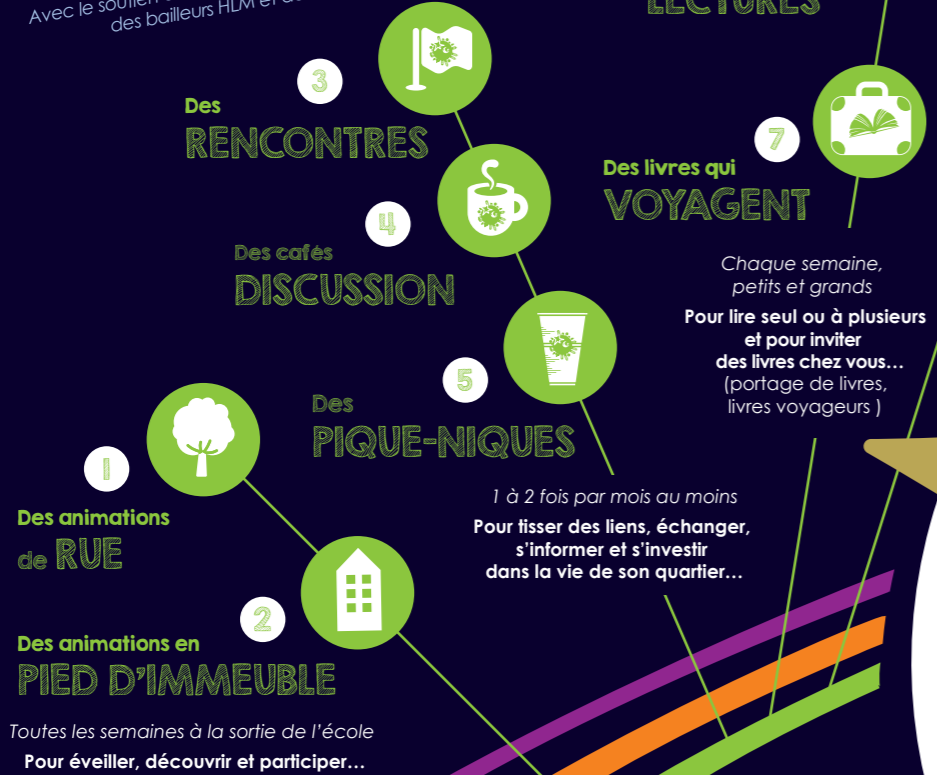 Avec le soutien
des bailleurs HLM et
LECTURES
3
Des
RENCONTRES
4
Des cafés
DISCUSSION
5
Des
PIQUE-NIQUES
1 à 2 fois par mois au moins
Pour tisser des liens, échanger,
s'informer et s'investir
dans la vie de son quartier...
7
Des livres qui
VOYAGENT
Chaque semaine,
petits et grands
Pour lire seul ou à plusieurs
et pour inviter
des livres chez vous...
(portage de livres,
livres voyageurs )
1
Des animations
de RUE
2
Des animations en
PIED D'IMMEUBLE
Toutes les semaines à la sortie de l'école
Pour éveiller, découvrir et participer...